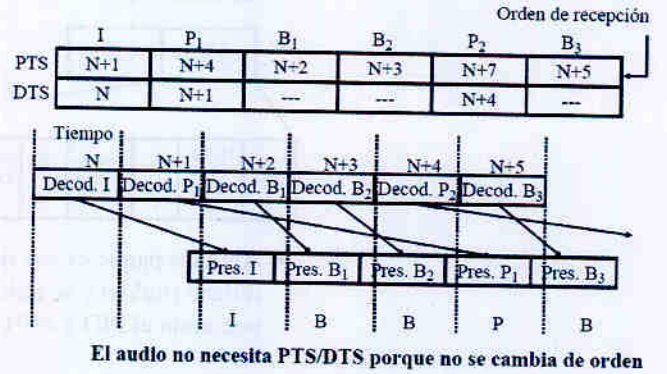 Orden de recepción
I P₁ B₁ B₂ P₂ B₃
PTS N+1 N+4 N+2 N+3 N+7 N+5
DTS N N+1 --- --- N+4 ---
Tiempo
N N+1 N+2 N+3 N+4 N+5
Decod. I Decod. P₁ Decod. B₁ Decod. B₂ Decod. P₂ Decod. B₃
Pres. I Pres. B₁ Pres. B₂ Pres. P₁ Pres. B₃
I B B P B
El audio no necesita PTS/DTS porque no se cambia de orden